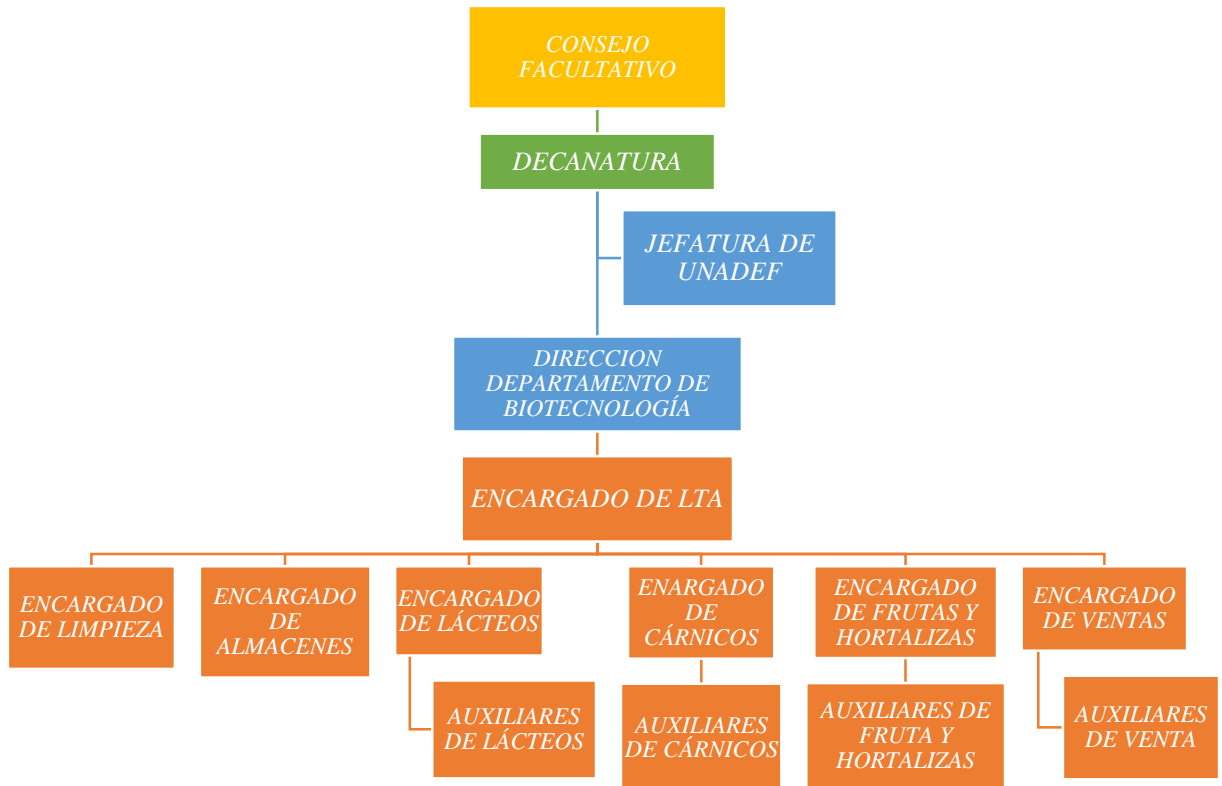 CONSEJO
FACULTATIVO
DECANATURA
JEFATURA DE
UNADEF
DIRECCION
DEPARTAMENTO DE
BIOTECNOLOGÍA
ENCARGADO DE LTA
ENCARGADO
DE LIMPIEZA
ENCARGADO
DE
ALMACENES
ENCARGADO
DE LÁCTEOS
ENARGADO
DE
CÁRNICOS
ENCARGADO
DE FRUTAS Y
HORTALIZAS
ENCARGADO
DE VENTAS
AUXILIARES
DE LÁCTEOS
AUXILIARES
DE CÁRNICOS
AUXILIARES DE
FRUTA Y
HORTALIZAS
AUXILIARES
DE VENTA